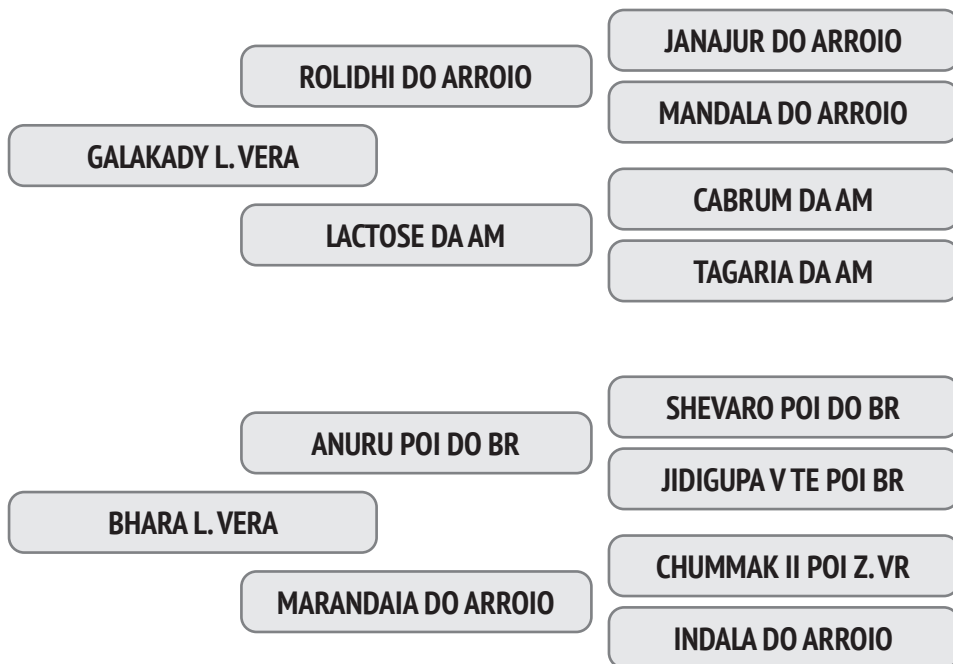 JANAJUR DO ARROIO
ROLIDHI DO ARROIO
MANDALA DO ARROIO
GALAKADY L. VERA
CABRUM DA AM
LACTOSE DA AM
TAGARIA DA AM
SHEVARO POI DO BR
ANURU POI DO BR
JIDIGUPA V TE POI BR
BHARA L. VERA
CHUMMAK II POI Z. VR
MARANDAIA DO ARROIO
INDALA DO ARROIO